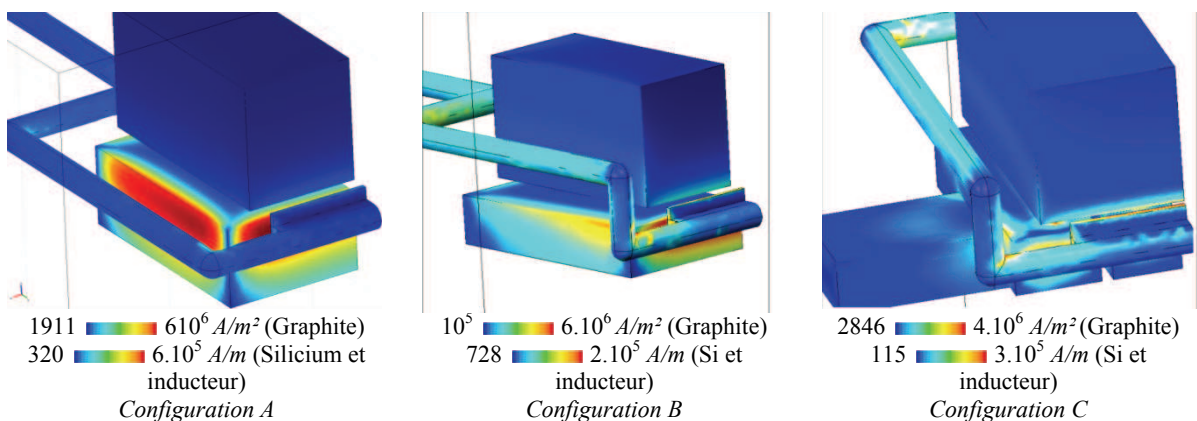 1911 610⁶ A/m² (Graphite)
320 6.10⁵ A/m (Silicium et
inducteur)
Configuration A
10⁵ 6.10⁶ A/m² (Graphite)
728 2.10⁵ A/m (Si et
inducteur)
Configuration B
2846 4.10⁶ A/m² (Graphite)
115 3.10⁵ A/m (Si et
inducteur)
Configuration C